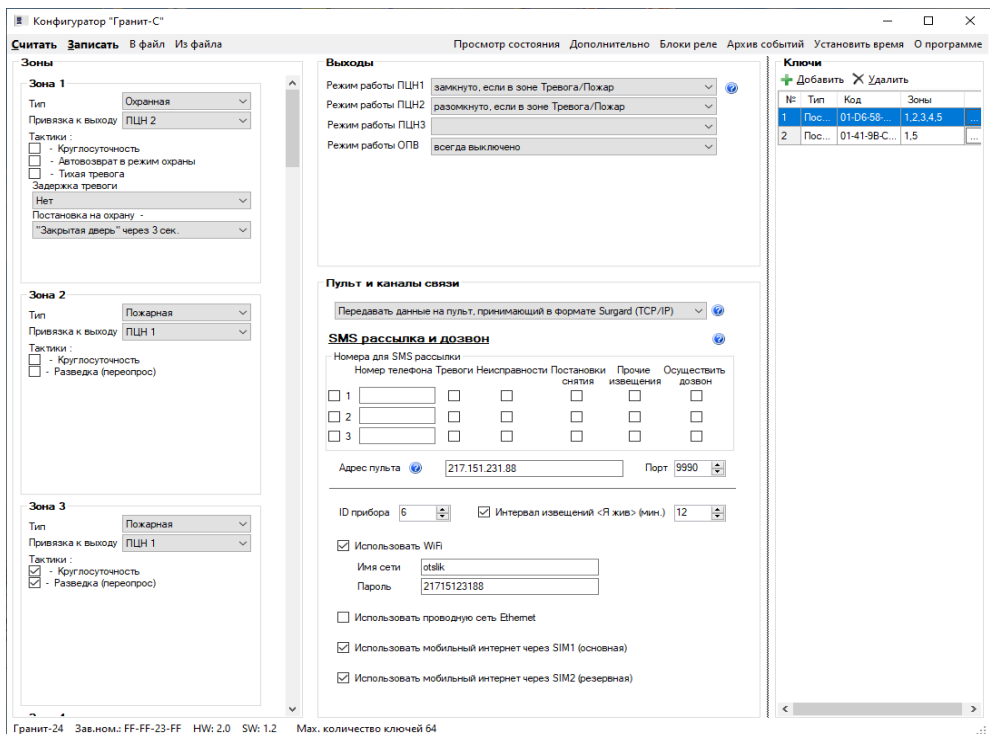 Конфигуратор "Гранит-С"
Считать Записать В файл Из файла Просмотр состояния Дополнительно Блоки реле Архив событий Установить время О программе
Зоны
Зона 1
Тип Охранная
Привязка к выходу ПЦН 2
Тактики :
- Круглосуточность
- Автовозврат в режим охраны
- Тихая тревога
Задержка тревоги
Нет
Постановка на охрану -
"Закрытая дверь" через 3 сек.
Зона 2
Тип Пожарная
Привязка к выходу ПЦН 1
Тактики :
- Круглосуточность
- Разведка (переопрос)
Зона 3
Тип Пожарная
Привязка к выходу ПЦН 1
Тактики :
- Круглосуточность
- Разведка (переопрос)
Выходы
Режим работы ПЦН1 замкнуто, если в зоне Тревога/Пожар
Режим работы ПЦН2 разомкнуто, если в зоне Тревога/Пожар
Режим работы ПЦН3
Режим работы ОПВ всегда выключено
Пульт и каналы связи
Передавать данные на пульт, принимающий в формате Surgard (TCP/IP)
SMS рассылка и дозвон
Номера для SMS рассылки
Номер телефона Тревоги Неисправности Постановки Прочие Осуществить
снятия извещения дозвон
1
2
3
Адрес пульта 217.151.231.88 Порт 9990
ID прибора 6 Интервал извещений <Я жив> (мин.) 12
Использовать WiFi
Имя сети otslik
Пароль 21715123188
Использовать проводную сеть Ethernet
Использовать мобильный интернет через SIM1 (основная)
Использовать мобильный интернет через SIM2 (резервная)
Ключи
Добавить Удалить
№ Тип Код Зоны
1 Пос... 01-D6-58-... 1,2,3,4,5 ...
2 Пос... 01-41-9B-C... 1,5 ...
Гранит-24 Зав.ном.: FF-FF-23-FF HW: 2.0 SW: 1.2 Мах. количество ключей 64